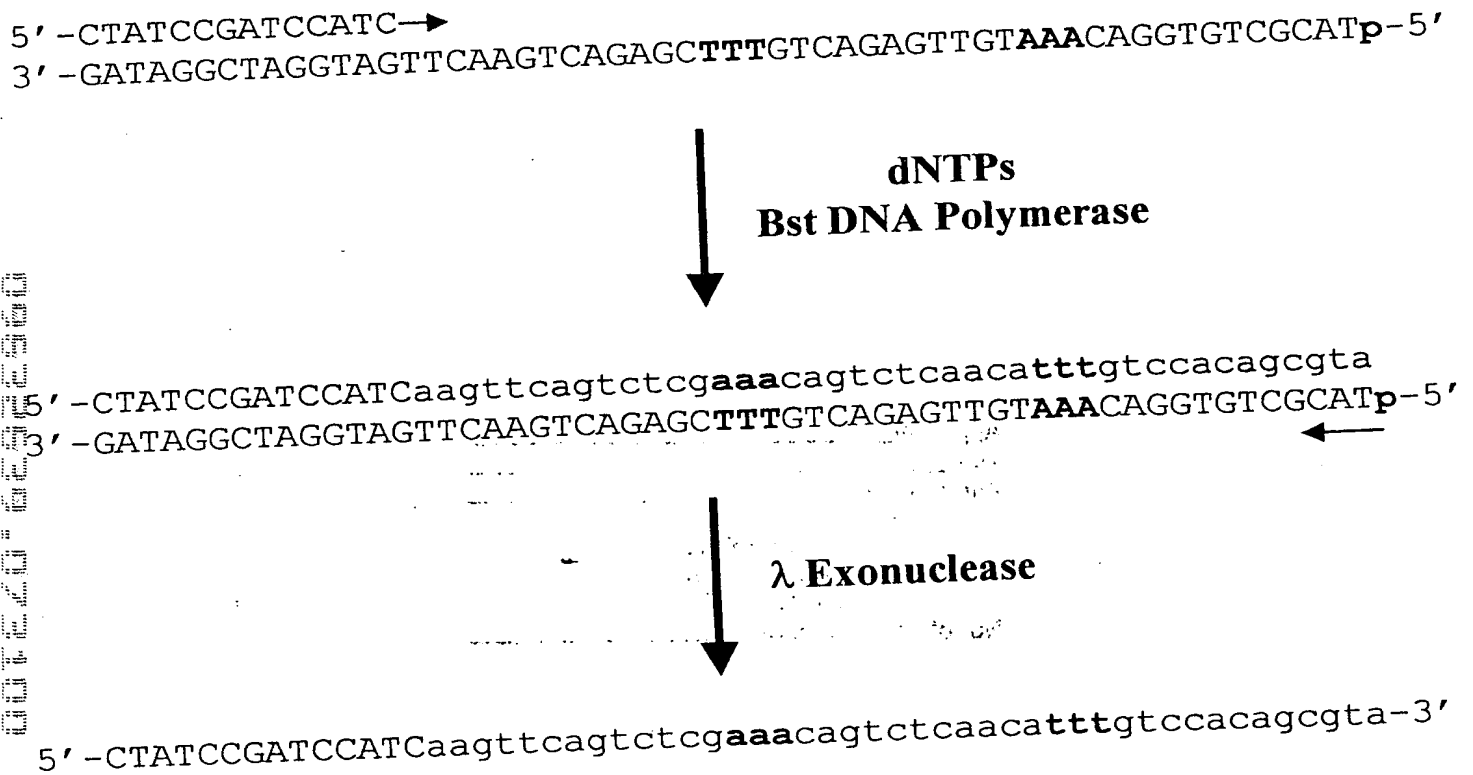 5'-CTATCCGATCCATC
3'-GATAGGCTAGGTAGTTCAAGTCAGAGCTTTGTCAGAGTTGTAAACAGGTGTCGCATp-5'
dNTPs
Bst DNA Polymerase
5'-CTATCCGATCCATCaagttcagtctcgaaacagtctcaacatttgtccacagcgta
3'-GATAGGCTAGGTAGTTCAAGTCAGAGCTTTGTCAGAGTTGTAAACAGGTGTCGCATp-5'
λ Exonuclease
5'-CTATCCGATCCATCaagttcagtctcgaaacagtctcaacatttgtccacagcgta-3'